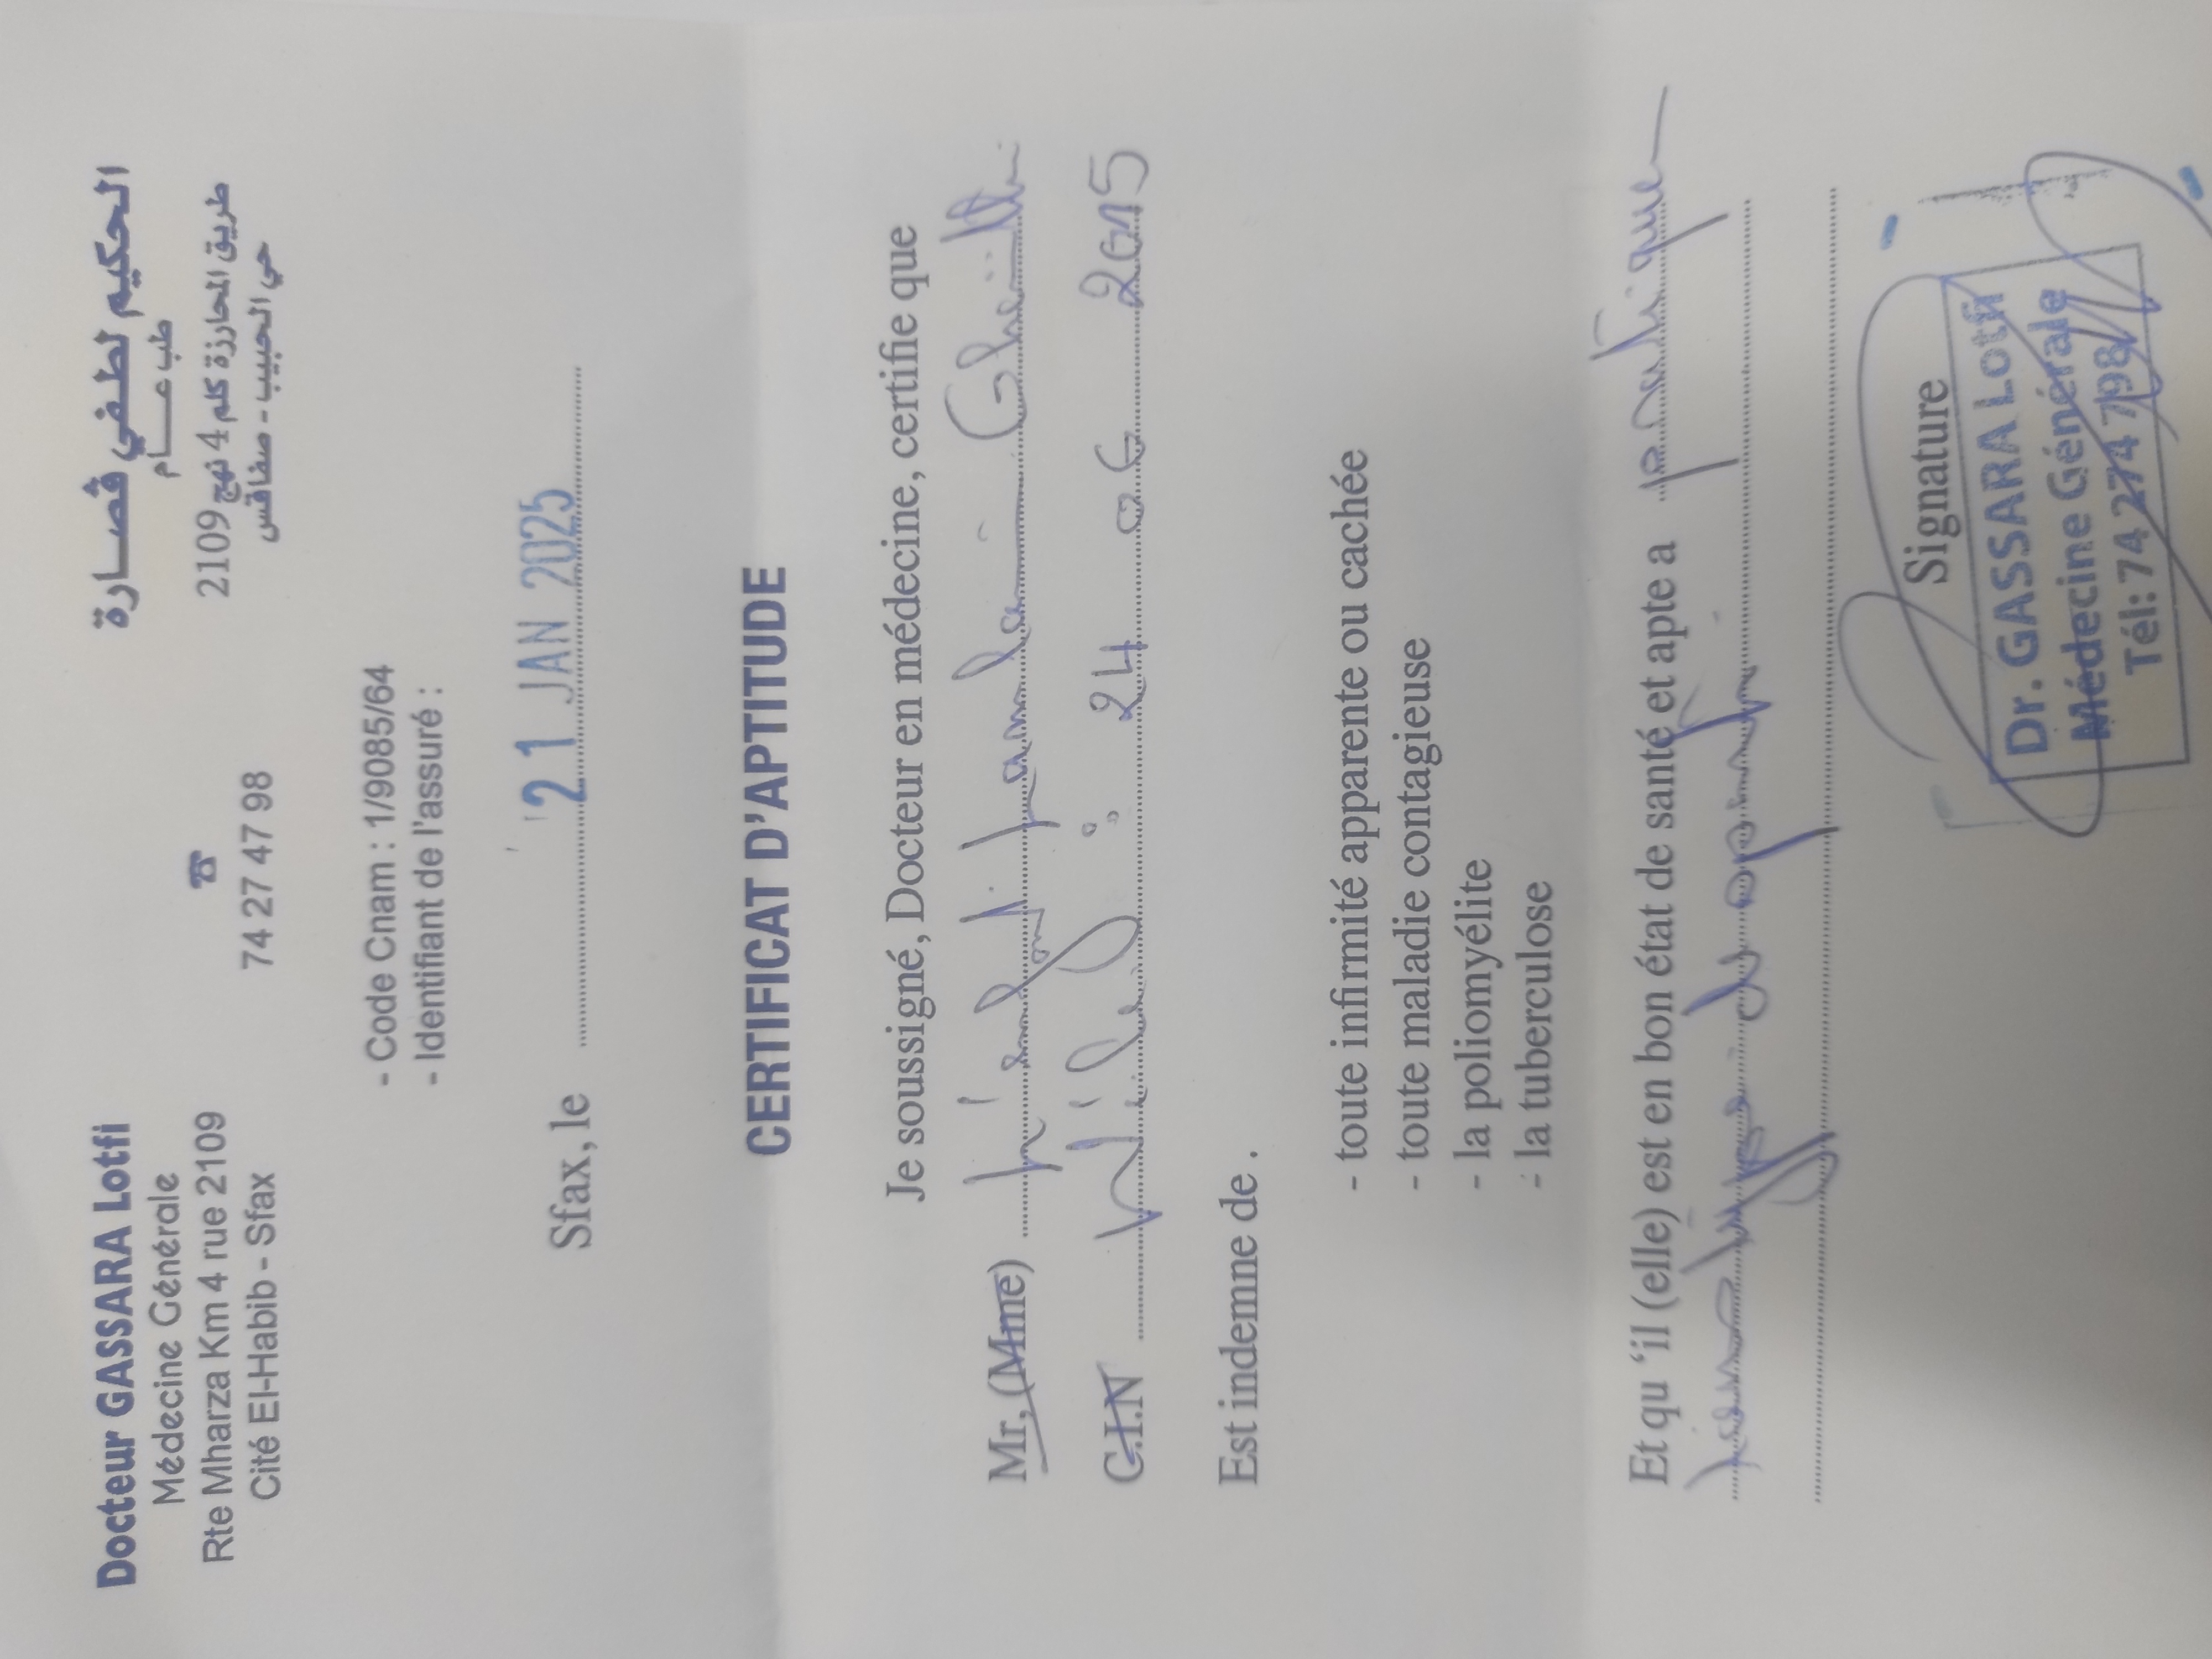 Docteur GASSARA Lotfi
Médecine Générale
Rte Mharza Km 4 rue 2109
Cité El-Habib - Sfax
☎
74 27 47 98
الحكيم لطفي قصارة
طب عام
طريق المحارزة كلم 4 نهج 2109
حي الحبيب - صفاقس
- Code Cnam : 1/9085/64
- Identifiant de l'assuré :
Sfax, le 21 JAN 2025
CERTIFICAT D'APTITUDE
Je soussigné, Docteur en médecine, certifie que
Mr, (Mme)
C.I.N 24 06 2015
Est indemne de .
- toute infirmité apparente ou cachée
- toute maladie contagieuse
- la poliomyélite
- la tuberculose
Et qu 'il (elle) est en bon état de santé et apte a pratiquer
Signature
Dr. GASSARA Lotfi
Médecine Générale
Tél: 74 274 798